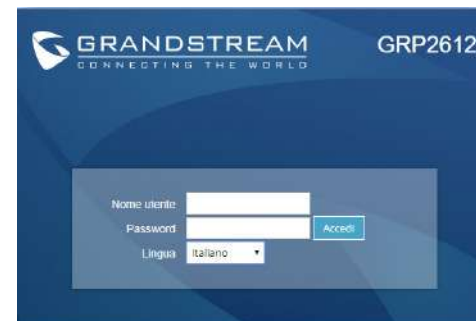 GRANDSTREAM
CONNECTING THE WORLD
GRP2612
Nome utente
Password
Accedi
Lingua
Italiano